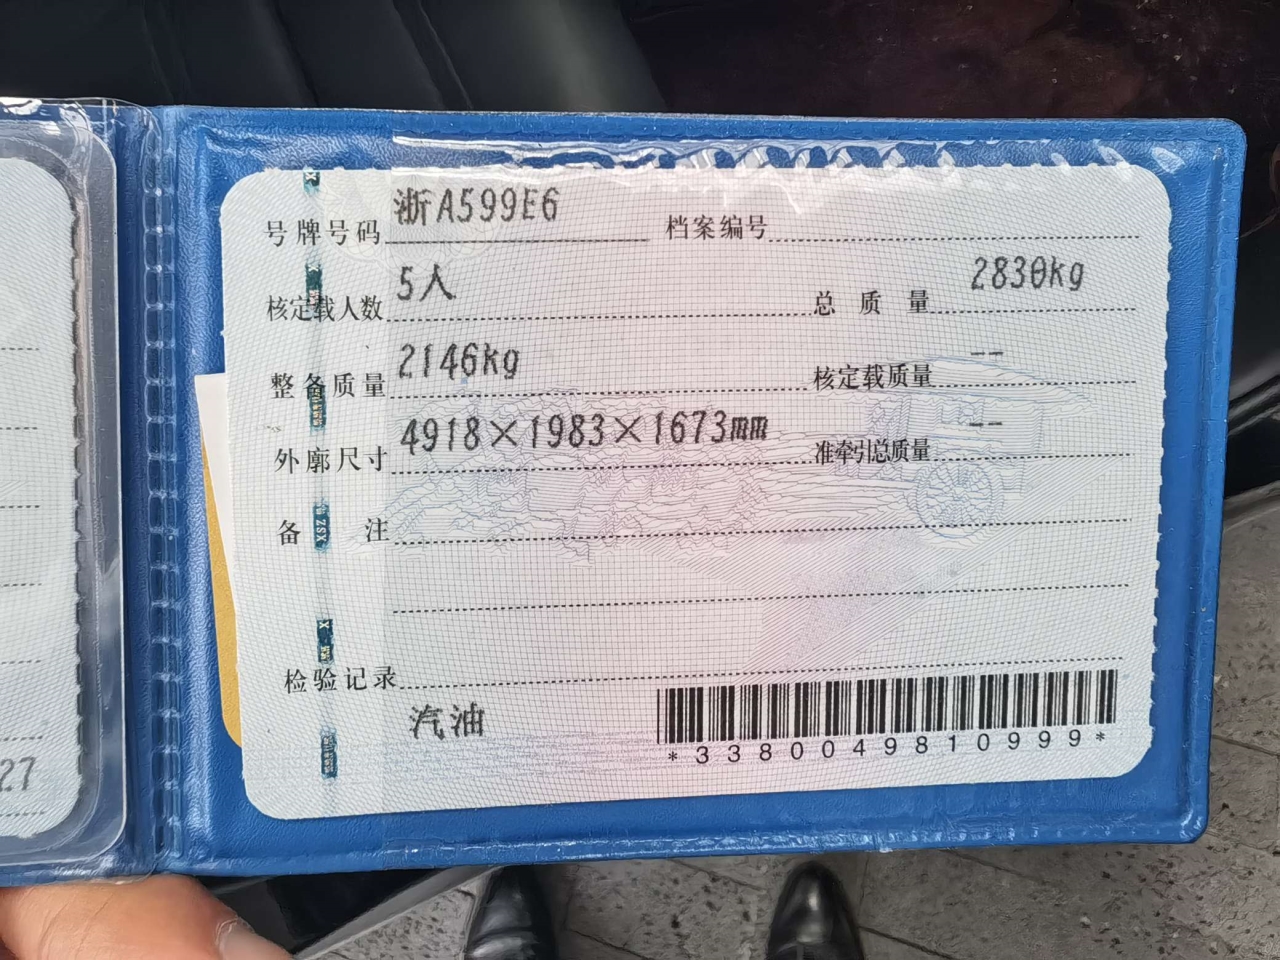 号牌号码 浙A599E6 档案编号
核定载人数 5人 总质量 2830kg
整备质量 2146kg 核定载质量 --
外廓尺寸 4918×1983×1673mm 准牵引总质量 --
备注
检验记录
汽油
*3380049810999*
27